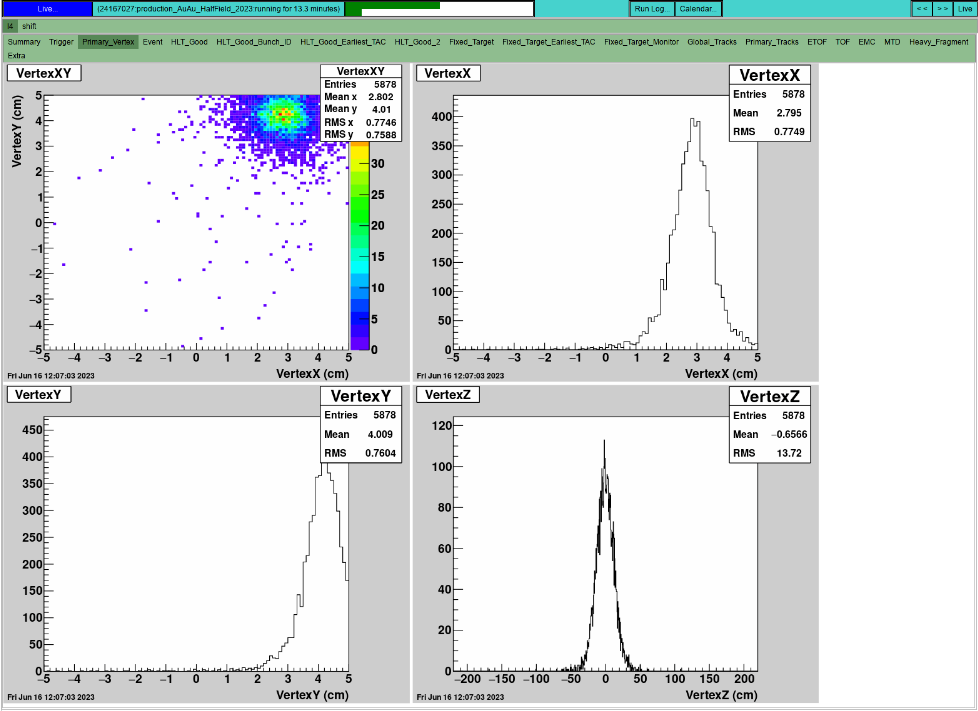 Live... (24167027:production_AuAu_HalfField_2023:running for 13.3 minutes) Run Log... Calendar... << >> Live
l4 shift
Summary Trigger Primary_Vertex Event HLT_Good HLT_Good_Bunch_ID HLT_Good_Earliest_TAC HLT_Good_2 Fixed_Target Fixed_Target_Earliest_TAC Fixed_Target_Monitor Global_Tracks Primary_Tracks ETOF TOF EMC MTD Heavy_Fragment
Extra
VertexXY
VertexXY
Entries 5878
Mean x 2.802
Mean y 4.01
RMS x 0.7746
RMS y 0.7588
VertexY (cm)
5
4
3
2
1
0
−1
−2
−3
−4
−5
−5 −4 −3 −2 −1 0 1 2 3 4 5
VertexX (cm)
30
25
20
15
10
5
0
Fri Jun 16 12:07:03 2023
VertexX
VertexX
Entries 5878
Mean 2.795
RMS 0.7749
400
350
300
250
200
150
100
50
0
−5 −4 −3 −2 −1 0 1 2 3 4 5
VertexX (cm)
Fri Jun 16 12:07:03 2023
VertexY
VertexY
Entries 5878
Mean 4.009
RMS 0.7604
450
400
350
300
250
200
150
100
50
0
−5 −4 −3 −2 −1 0 1 2 3 4 5
VertexY (cm)
Fri Jun 16 12:07:03 2023
VertexZ
VertexZ
Entries 5878
Mean −0.6566
RMS 13.72
120
100
80
60
40
20
0
−200 −150 −100 −50 0 50 100 150 200
VertexZ (cm)
Fri Jun 16 12:07:03 2023